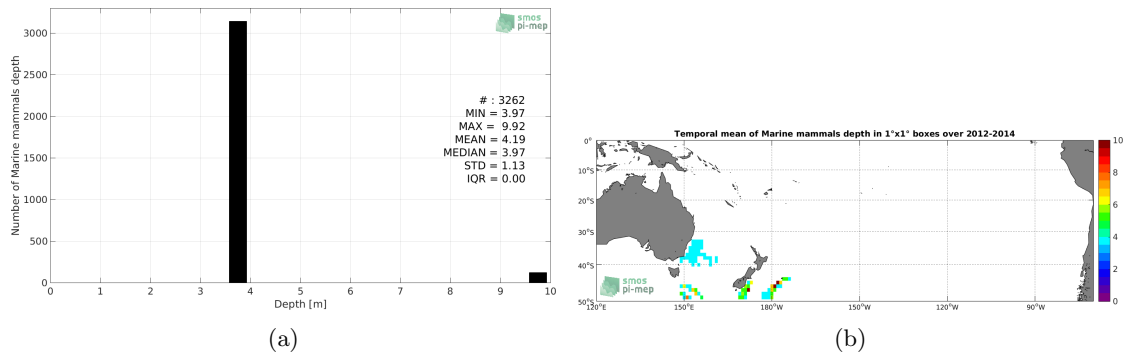 smos
pi-mep
3000
2500
2000
1500
1000
500
0
Number of Marine mammals depth
# : 3262
MIN = 3.97
MAX = 9.92
MEAN = 4.19
MEDIAN = 3.97
STD = 1.13
IQR = 0.00
0 1 2 3 4 5 6 7 8 9 10
Depth [m]
(a)
Temporal mean of Marine mammals depth in 1°x1° boxes over 2012-2014
0°
10°S
20°S
30°S
40°S
50°S
120°E 150°E 180°W 150°W 120°W 90°W
smos
pi-mep
10
8
6
4
2
0
(b)